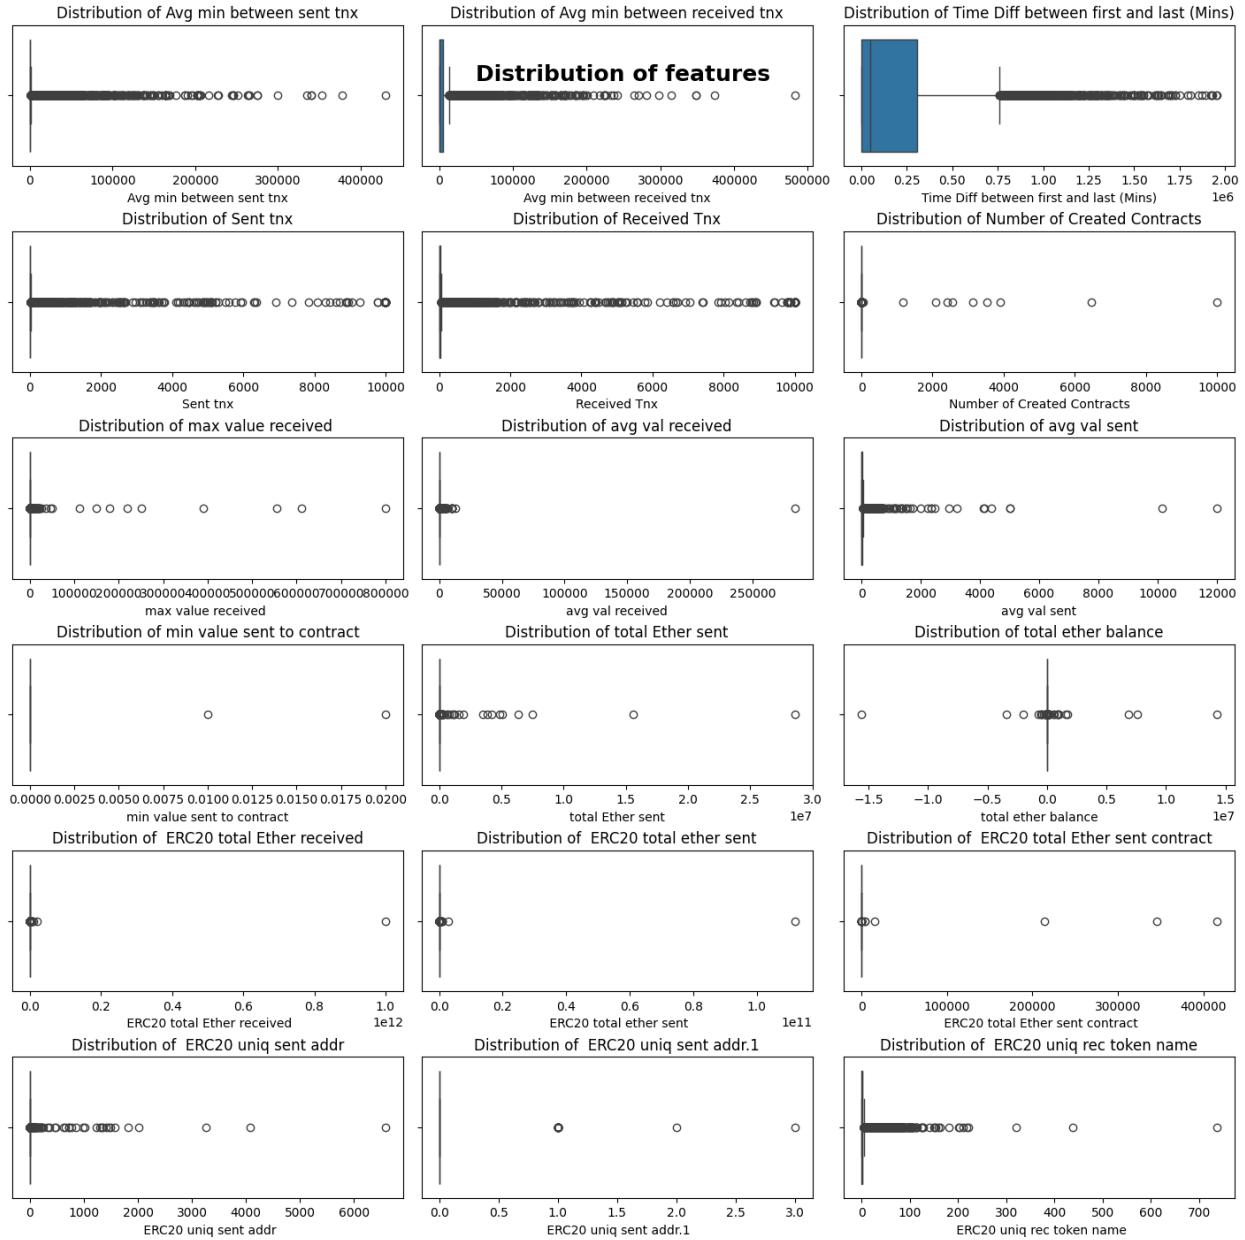 Distribution of Avg min between sent tnx
0 100000 200000 300000 400000
Avg min between sent tnx
Distribution of Avg min between received tnx
Distribution of features
0 100000 200000 300000 400000 500000
Avg min between received tnx
Distribution of Time Diff between first and last (Mins)
0.00 0.25 0.50 0.75 1.00 1.25 1.50 1.75 2.00
1e6
Time Diff between first and last (Mins)
Distribution of Sent tnx
0 2000 4000 6000 8000 10000
Sent tnx
Distribution of Received Tnx
0 2000 4000 6000 8000 10000
Received Tnx
Distribution of Number of Created Contracts
0 2000 4000 6000 8000 10000
Number of Created Contracts
Distribution of max value received
0 100000 200000 300000 400000 500000 600000 700000 800000
max value received
Distribution of avg val received
0 50000 100000 150000 200000 250000
avg val received
Distribution of avg val sent
0 2000 4000 6000 8000 10000 12000
avg val sent
Distribution of min value sent to contract
0.0000 0.0025 0.0050 0.0075 0.0100 0.0125 0.0150 0.0175 0.0200
min value sent to contract
Distribution of total Ether sent
0.0 0.5 1.0 1.5 2.0 2.5 3.0
1e7
total Ether sent
Distribution of total ether balance
−1.5 −1.0 −0.5 0.0 0.5 1.0 1.5
1e7
total ether balance
Distribution of  ERC20 total Ether received
0.0 0.2 0.4 0.6 0.8 1.0
1e12
ERC20 total Ether received
Distribution of  ERC20 total ether sent
0.0 0.2 0.4 0.6 0.8 1.0
1e11
ERC20 total ether sent
Distribution of  ERC20 total Ether sent contract
0 100000 200000 300000 400000
ERC20 total Ether sent contract
Distribution of  ERC20 uniq sent addr
0 1000 2000 3000 4000 5000 6000
ERC20 uniq sent addr
Distribution of  ERC20 uniq sent addr.1
0.0 0.5 1.0 1.5 2.0 2.5 3.0
ERC20 uniq sent addr.1
Distribution of  ERC20 uniq rec token name
0 100 200 300 400 500 600 700
ERC20 uniq rec token name